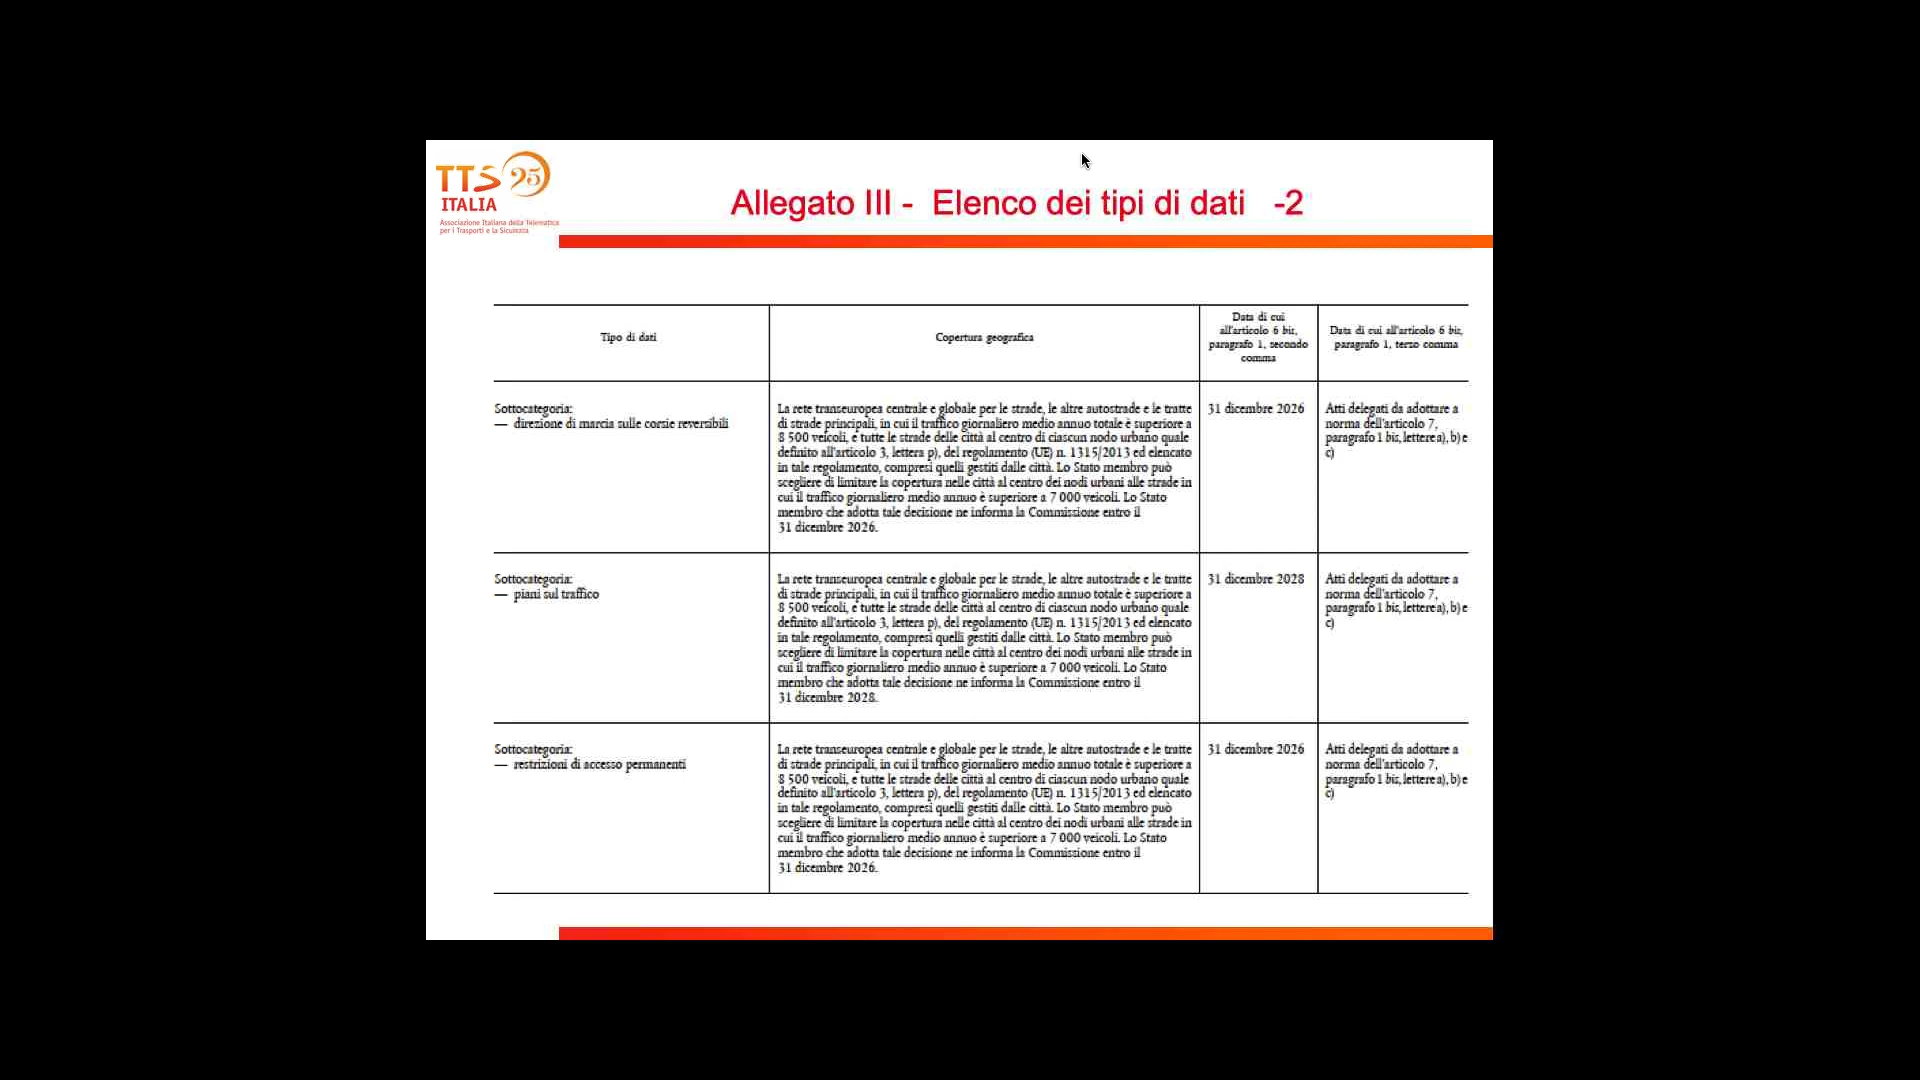 TTS 25
ITALIA
Associazione Italiana della Telematica
per i Trasporti e la Sicurezza
Allegato III - Elenco dei tipi di dati -2
Tipo di dati
Copertura geografica
Data di cui
all'articolo 6 bis,
paragrafo 1, secondo
comma
Data di cui all'articolo 6 bis,
paragrafo 1, terzo comma
Sottocategoria:
— direzione di marcia sulle corsie reversibili
La rete transeuropea centrale e globale per le strade, le altre autostrade e le tratte
di strade principali, in cui il traffico giornaliero medio annuo totale è superiore a
8 500 veicoli, e tutte le strade delle città al centro di ciascun nodo urbano quale
definito all'articolo 3, lettera p), del regolamento (UE) n. 1315/2013 ed elencato
in tale regolamento, compresi quelli gestiti dalle città. Lo Stato membro può
scegliere di limitare la copertura nelle città al centro dei nodi urbani alle strade in
cui il traffico giornaliero medio annuo è superiore a 7 000 veicoli. Lo Stato
membro che adotta tale decisione ne informa la Commissione entro il
31 dicembre 2026.
31 dicembre 2026
Atti delegati da adottare a
norma dell'articolo 7,
paragrafo 1 bis, lettere a), b) e
c)
Sottocategoria:
— piani sul traffico
La rete transeuropea centrale e globale per le strade, le altre autostrade e le tratte
di strade principali, in cui il traffico giornaliero medio annuo totale è superiore a
8 500 veicoli, e tutte le strade delle città al centro di ciascun nodo urbano quale
definito all'articolo 3, lettera p), del regolamento (UE) n. 1315/2013 ed elencato
in tale regolamento, compresi quelli gestiti dalle città. Lo Stato membro può
scegliere di limitare la copertura nelle città al centro dei nodi urbani alle strade in
cui il traffico giornaliero medio annuo è superiore a 7 000 veicoli. Lo Stato
membro che adotta tale decisione ne informa la Commissione entro il
31 dicembre 2028.
31 dicembre 2028
Atti delegati da adottare a
norma dell'articolo 7,
paragrafo 1 bis, lettere a), b) e
c)
Sottocategoria:
— restrizioni di accesso permanenti
La rete transeuropea centrale e globale per le strade, le altre autostrade e le tratte
di strade principali, in cui il traffico giornaliero medio annuo totale è superiore a
8 500 veicoli, e tutte le strade delle città al centro di ciascun nodo urbano quale
definito all'articolo 3, lettera p), del regolamento (UE) n. 1315/2013 ed elencato
in tale regolamento, compresi quelli gestiti dalle città. Lo Stato membro può
scegliere di limitare la copertura nelle città al centro dei nodi urbani alle strade in
cui il traffico giornaliero medio annuo è superiore a 7 000 veicoli. Lo Stato
membro che adotta tale decisione ne informa la Commissione entro il
31 dicembre 2026.
31 dicembre 2026
Atti delegati da adottare a
norma dell'articolo 7,
paragrafo 1 bis, lettere a), b) e
c)